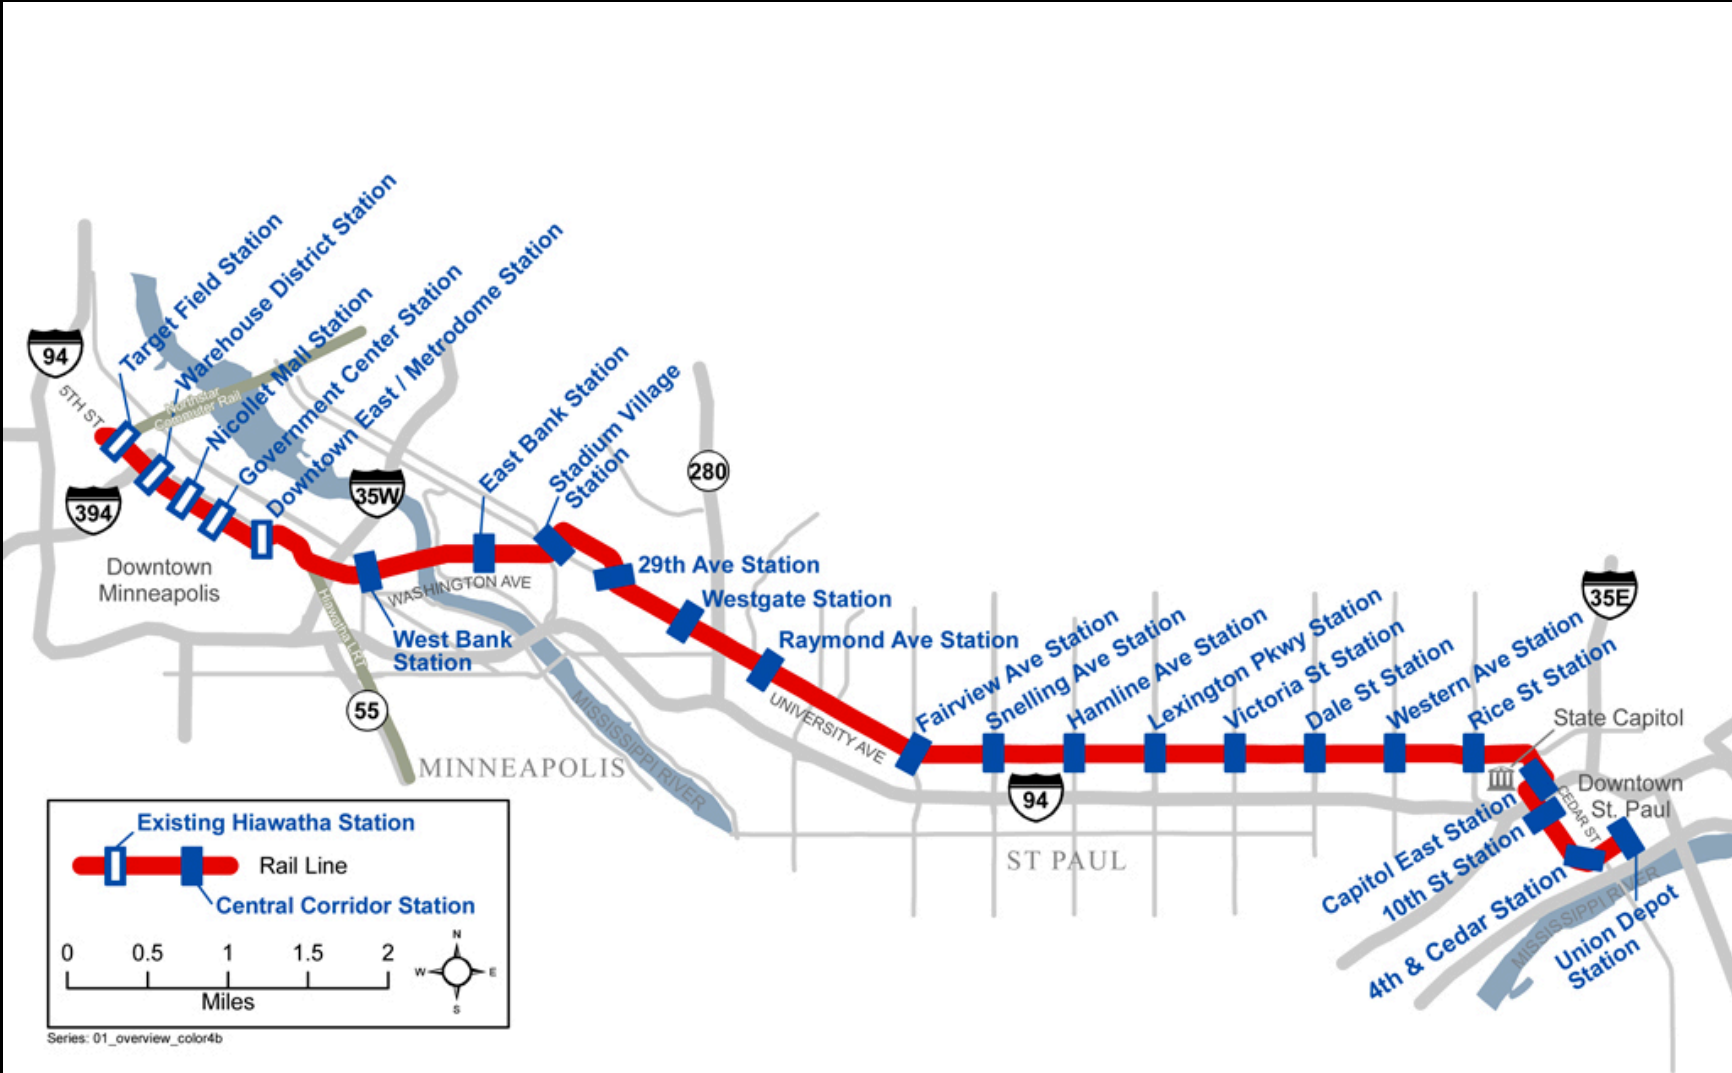 Target Field Station
Warehouse District Station
Nicollet Mall Station
Government Center Station
Downtown East / Metrodome Station
East Bank Station
Stadium Village
Station
94
5TH ST
Northstar
Commuter Rail
394
35W
280
Downtown
Minneapolis
WASHINGTON AVE
West Bank
Station
Hiawatha LRT
55
29th Ave Station
Westgate Station
Raymond Ave Station
UNIVERSITY AVE
MINNEAPOLIS
MISSISSIPPI RIVER
Fairview Ave Station
Snelling Ave Station
Hamline Ave Station
Lexington Pkwy Station
Victoria St Station
Dale St Station
Western Ave Station
Rice St Station
35E
State Capitol
94
ST PAUL
Downtown
St. Paul
CEDAR ST
Capitol East Station
10th St Station
4th & Cedar Station
Union Depot
Station
MISSISSIPPI RIVER
Existing Hiawatha Station
Rail Line
Central Corridor Station
0 0.5 1 1.5 2
Miles
N
W E
S
Series: 01_overview_color4b